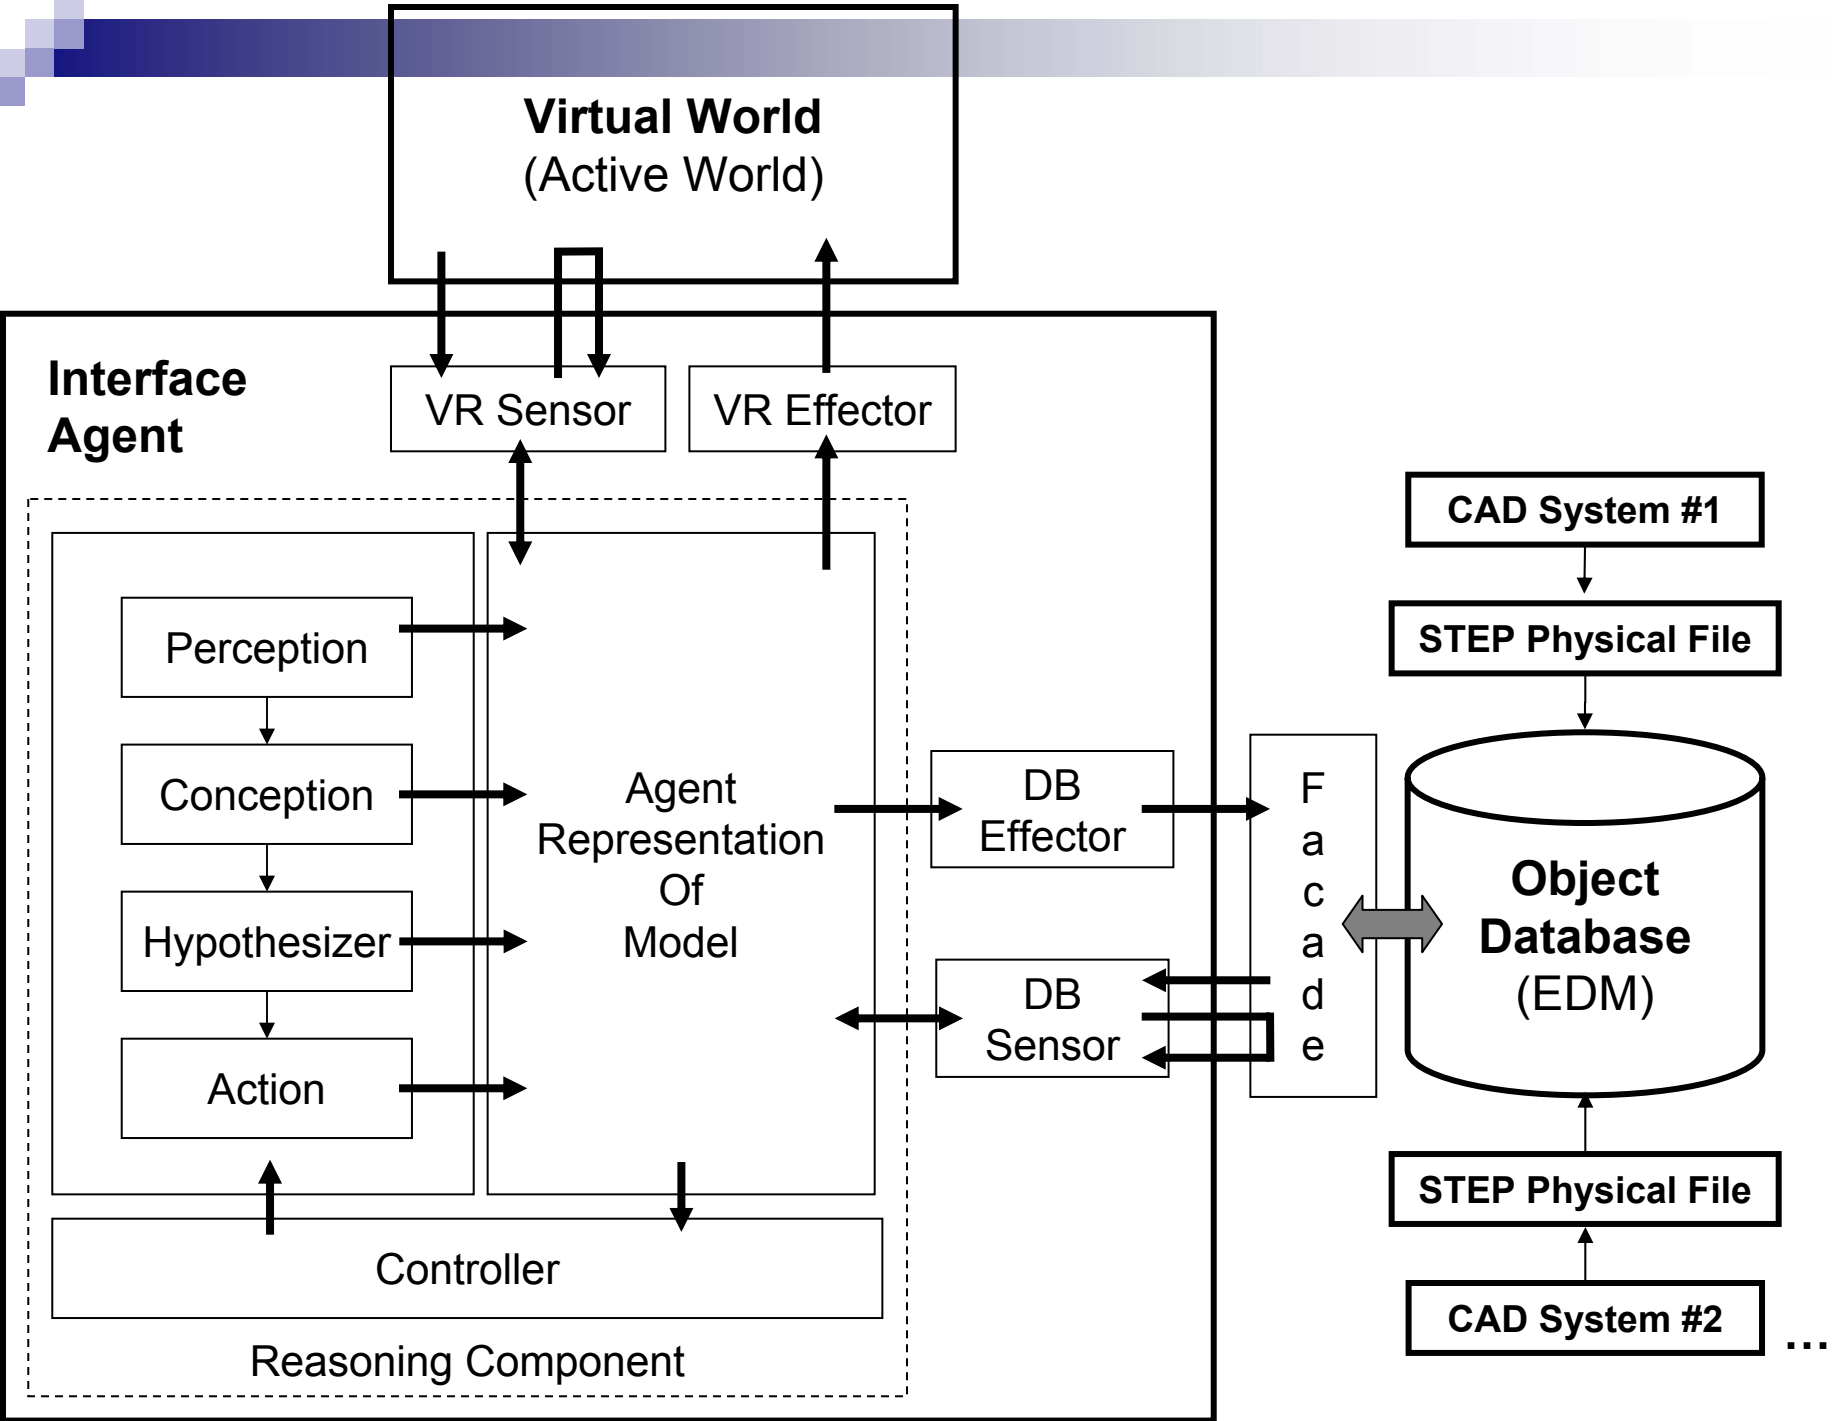 Virtual World
(Active World)
Interface
Agent
VR Sensor
VR Effector
Perception
Conception
Hypothesizer
Action
Agent
Representation
Of
Model
Controller
Reasoning Component
DB
Effector
DB
Sensor
F
a
c
a
d
e
CAD System #1
STEP Physical File
Object
Database
(EDM)
STEP Physical File
CAD System #2
...